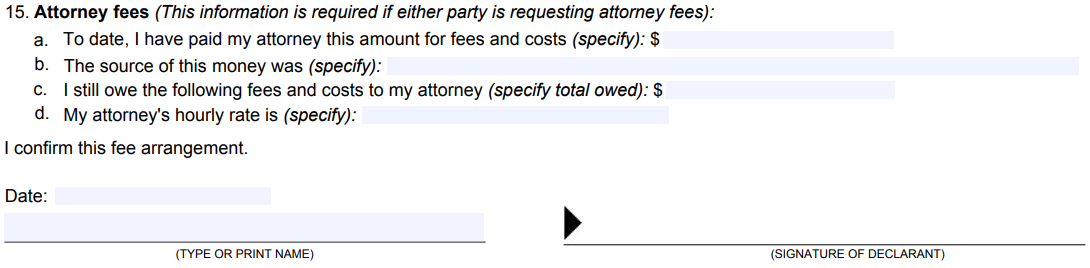 15. Attorney fees (This information is required if either party is requesting attorney fees):
a. To date, I have paid my attorney this amount for fees and costs (specify): $
b. The source of this money was (specify):
c. I still owe the following fees and costs to my attorney (specify total owed): $
d. My attorney's hourly rate is (specify):
I confirm this fee arrangement.
Date:
(TYPE OR PRINT NAME) (SIGNATURE OF DECLARANT)